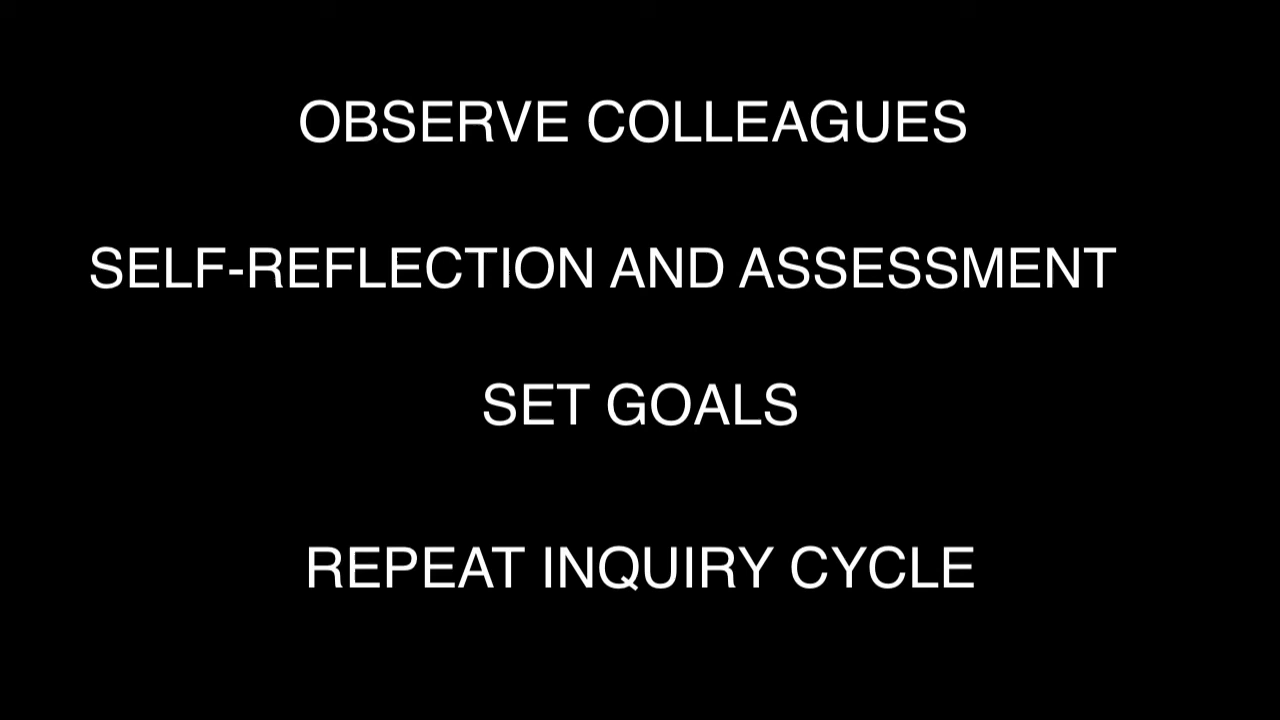 OBSERVE COLLEAGUES
SELF-REFLECTION AND ASSESSMENT
SET GOALS
REPEAT INQUIRY CYCLE